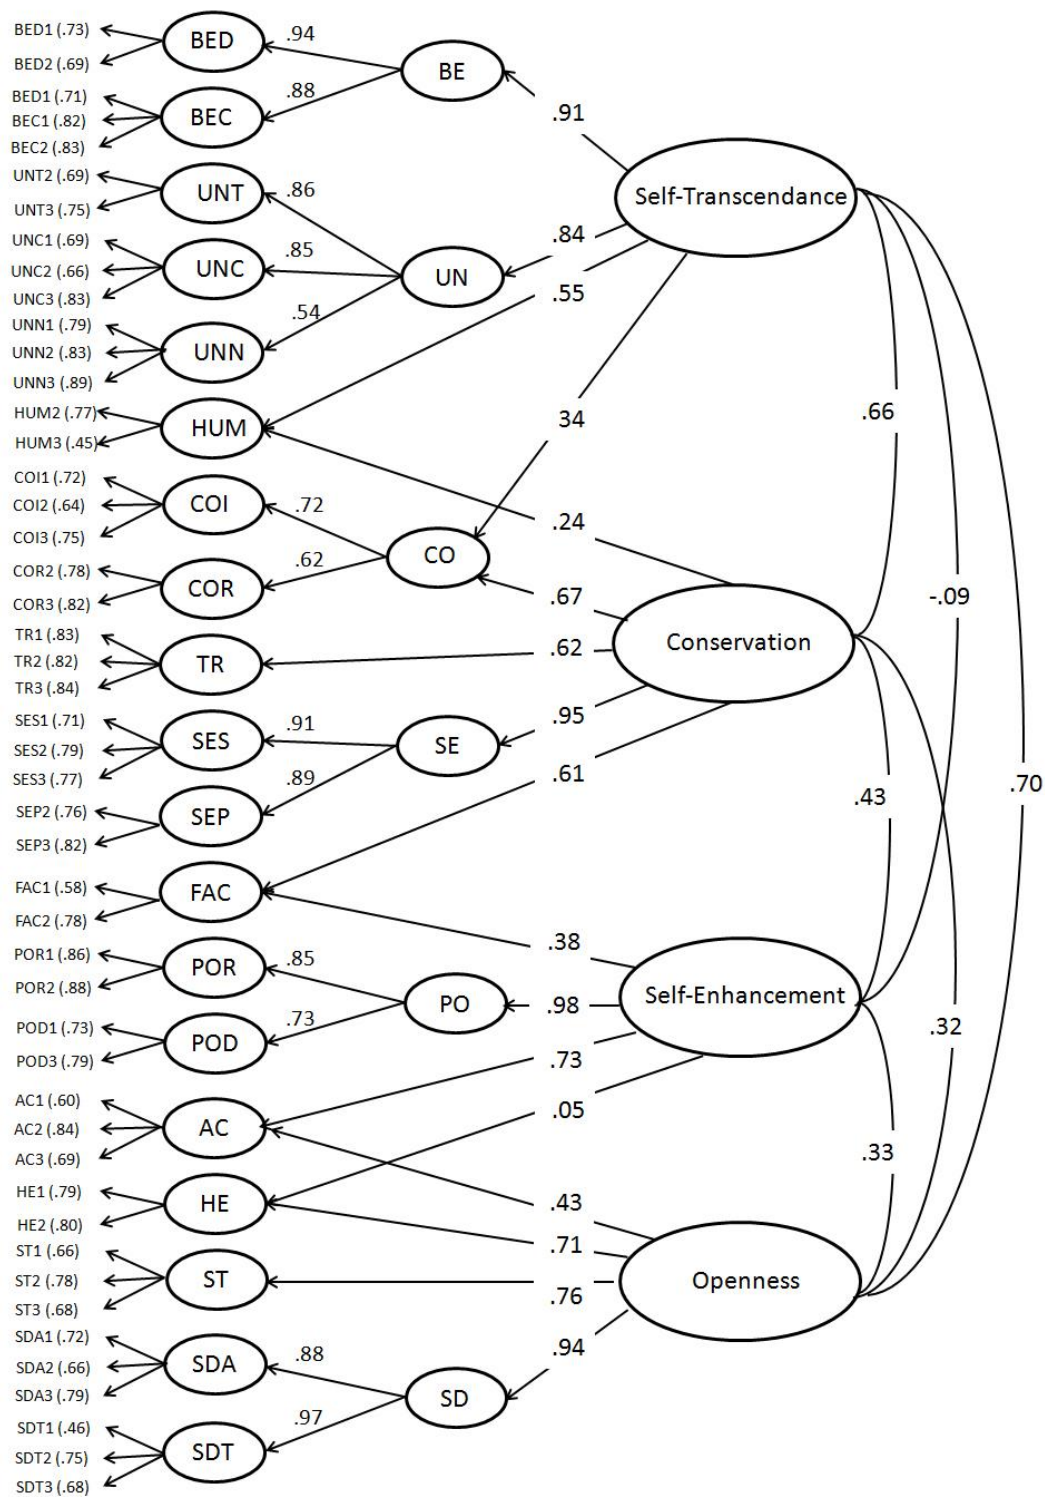 BED1 (.73)
BED2 (.69)
BED
.94
BE
BED1 (.71)
BEC1 (.82)
BEC2 (.83)
BEC
.88
.91
Self-Transcendance
UNT2 (.69)
UNT3 (.75)
UNT
.86
UNC1 (.69)
UNC2 (.66)
UNC3 (.83)
UNC
.85
UN
.84
UNN1 (.79)
UNN2 (.83)
UNN3 (.89)
UNN
.54
.55
HUM2 (.77)
HUM3 (.45)
HUM
34
.66
COI1 (.72)
COI2 (.64)
COI3 (.75)
COI
.72
CO
.24
COR2 (.78)
COR3 (.82)
COR
.62
.67
-.09
TR1 (.83)
TR2 (.82)
TR3 (.84)
TR
.62
Conservation
SES1 (.71)
SES2 (.79)
SES3 (.77)
SES
.91
SE
.95
SEP2 (.76)
SEP3 (.82)
SEP
.89
.61
.43
.70
FAC1 (.58)
FAC2 (.78)
FAC
.38
POR1 (.86)
POR2 (.88)
POR
.85
PO
.98
Self-Enhancement
POD1 (.73)
POD3 (.79)
POD
.73
.73
.32
AC1 (.60)
AC2 (.84)
AC3 (.69)
AC
.05
.33
HE1 (.79)
HE2 (.80)
HE
.43
.71
ST1 (.66)
ST2 (.78)
ST3 (.68)
ST
.76
Openness
SDA1 (.72)
SDA2 (.66)
SDA3 (.79)
SDA
.88
SD
.94
SDT1 (.46)
SDT2 (.75)
SDT3 (.68)
SDT
.97